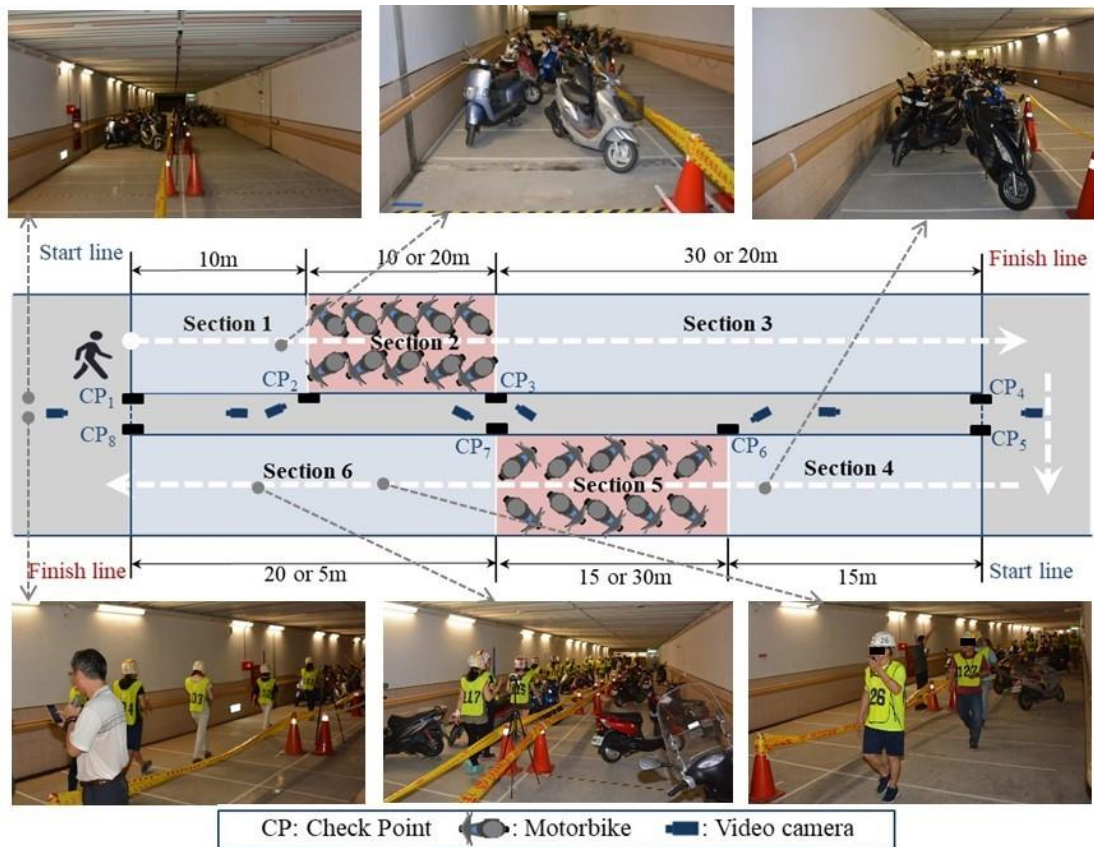 Start line
10m
10 or 20m
30 or 20m
Finish line
Section 1
Section 2
Section 3
CP2
CP3
CP1
CP4
CP8
CP7
CP6
CP5
Section 6
Section 5
Section 4
Finish line
20 or 5m
15 or 30m
15m
Start line
03
117
26
26
CP: Check Point : Motorbike : Video camera